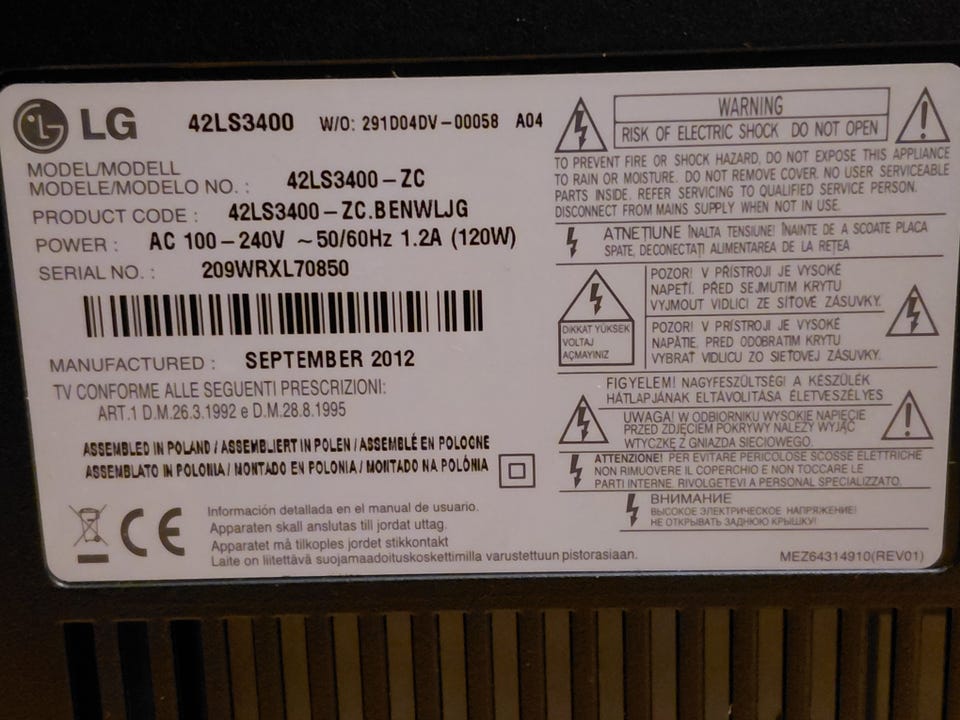 LG 42LS3400 W/O: 291D04DV-00058 A04
MODEL/MODELL
MODELE/MODELO NO. : 42LS3400-ZC
PRODUCT CODE : 42LS3400-ZC.BENWLJG
POWER : AC 100-240V ~50/60Hz 1.2A (120W)
SERIAL NO. : 209WRXL70850
MANUFACTURED : SEPTEMBER 2012
TV CONFORME ALLE SEGUENTI PRESCRIZIONI:
ART.1 D.M.26.3.1992 e D.M.28.8.1995
ASSEMBLED IN POLAND / ASSEMBLIERT IN POLEN / ASSEMBLÉ EN POLOGNE
ASSEMBLATO IN POLONIA / MONTADO EN POLONIA / MONTADO NA POLÔNIA
CE
Información detallada en el manual de usuario.
Apparaten skall anslutas till jordat uttag.
Apparatet må tilkoples jordet stikkontakt
Laite on liitettävä suojamaadoituskoskettimilla varustettuun pistorasiaan.
WARNING
RISK OF ELECTRIC SHOCK DO NOT OPEN
TO PREVENT FIRE OR SHOCK HAZARD, DO NOT EXPOSE THIS APPLIANCE
TO RAIN OR MOISTURE. DO NOT REMOVE COVER. NO USER SERVICEABLE
PARTS INSIDE. REFER SERVICING TO QUALIFIED SERVICE PERSON.
DISCONNECT FROM MAINS SUPPLY WHEN NOT IN USE.
ATNEŢIUNE ÎNALTA TENSIUNE! ÎNAINTE DE A SCOATE PLACA
SPATE, DECONECTAŢI ALIMENTAREA DE LA REŢEA
DIKKAT YÜKSEK
VOLTAJ
AÇMAYINIZ
POZOR! V PŘÍSTROJI JE VYSOKÉ
NAPETÍ. PŘED SEJMUTIM KRYTU
VYJMOUT VIDLICI ZE SÍŤOVÉ ZÁSUVKY.
POZOR! V PRÍSTROJI JE VYSOKÉ
NAPÄTIE. PRED ODOBRATIM KRYTU
VYBRAŤ VIDLICU ZO SIEŤOVEJ ZÁSUVKY.
FIGYELEM! NAGYFESZÜLTSÉG! A KÉSZÜLÉK
HÁTLAPJÁNAK ELTÁVOLÍTÁSA ÉLETVESZÉLYES
UWAGA! W ODBIORNIKU WYSOKIE NAPIĘCIE
PRZED ZDJĘCIEM POKRYWY NALEŻY WYJĄĆ
WTYCZKĘ Z GNIAZDA SIECIOWEGO.
ATTENZIONE! PER EVITARE PERICOLOSE SCOSSE ELETTRICHE
NON RIMUOVERE IL COPERCHIO E NON TOCCARE LE
PARTI INTERNE. RIVOLGETEVI A PERSONAL SPECIALIZZATO.
ВНИМАНИЕ
ВЫСОКОЕ ЭЛЕКТРИЧЕСКОЕ НАПРЯЖЕНИЕ!
НЕ ОТКРЫВАТЬ ЗАДНЮЮ КРЫШКУ!
MEZ64314910(REV01)